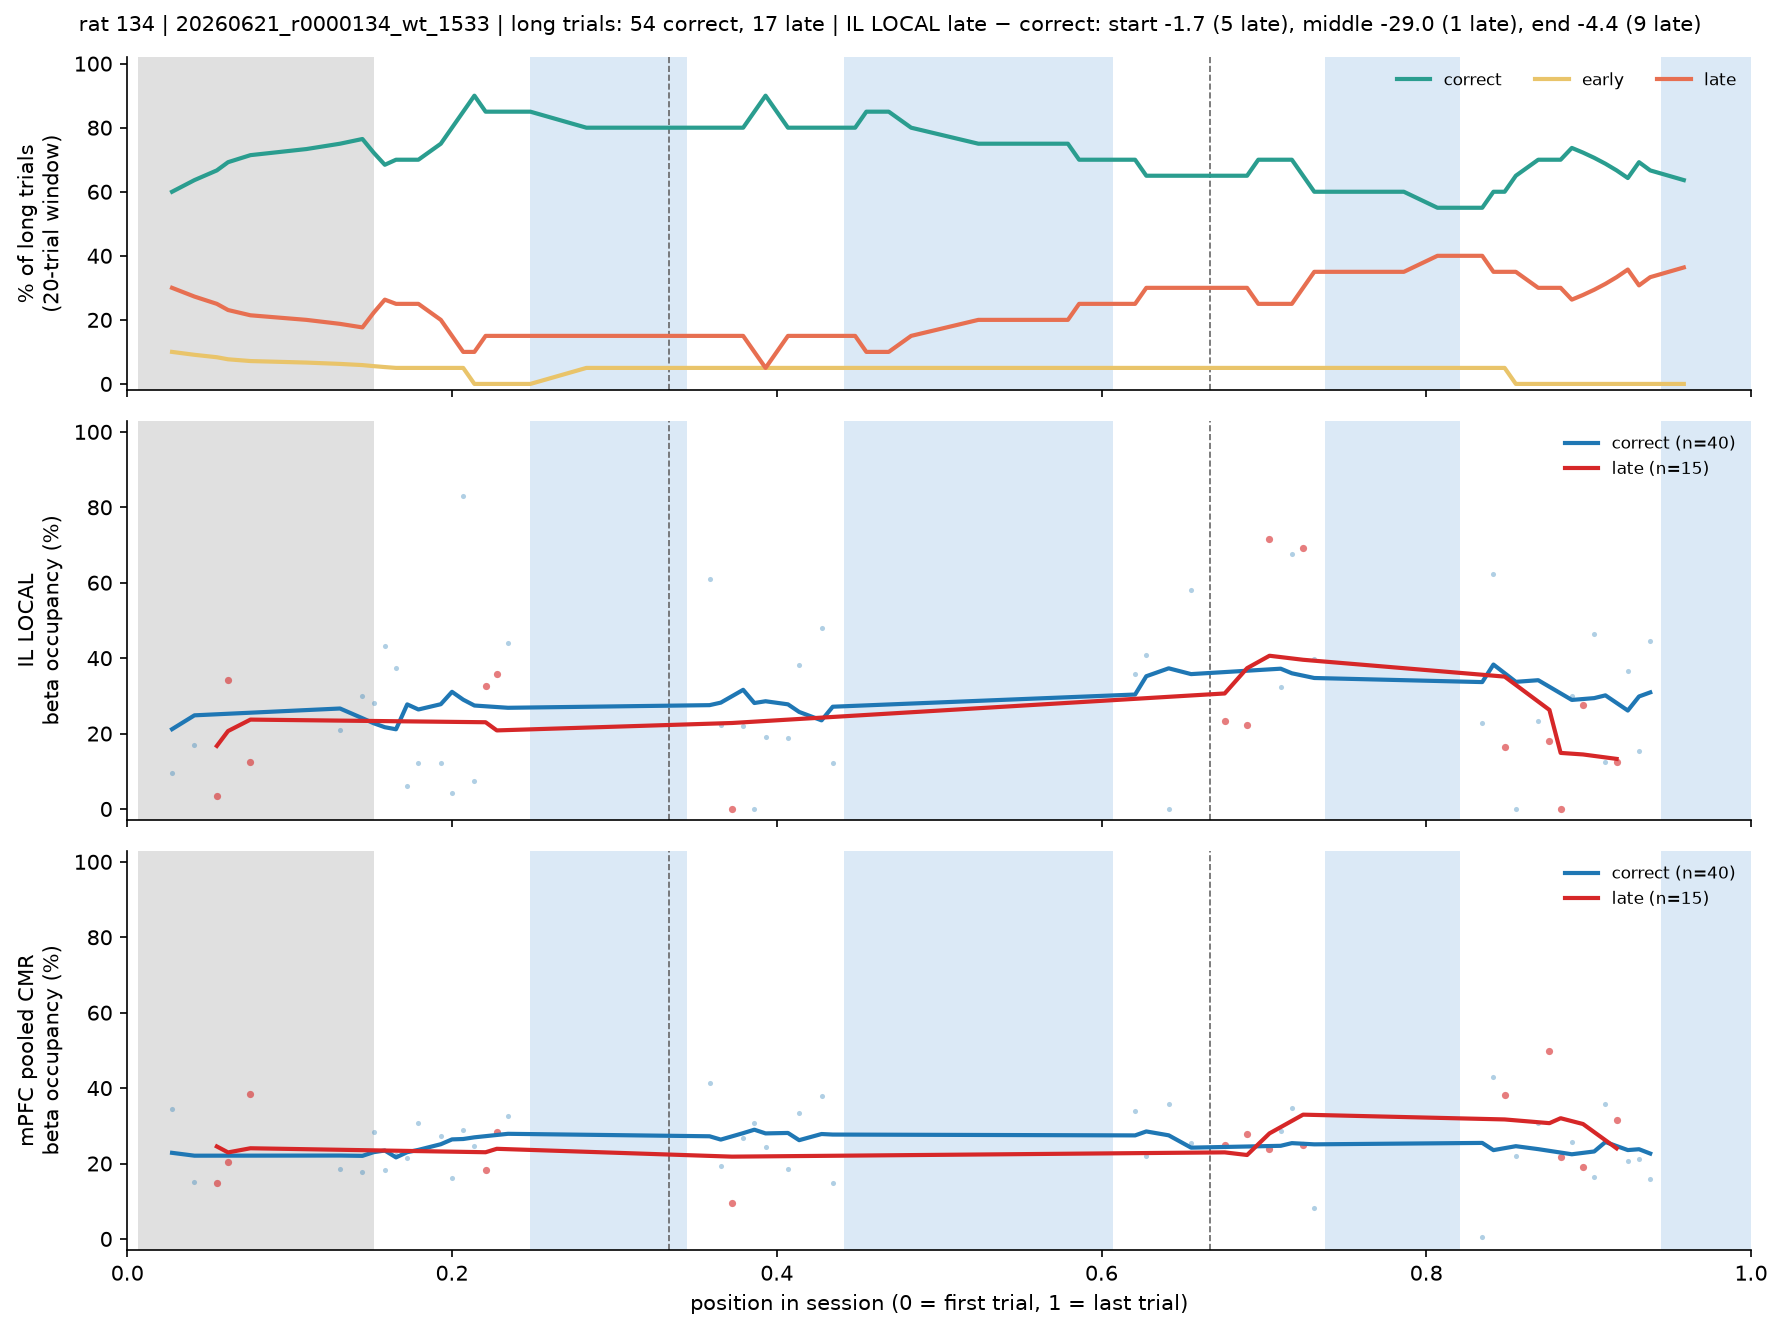 rat 134 | 20260621_r0000134_wt_1533 | long trials: 54 correct, 17 late | IL LOCAL late − correct: start -1.7 (5 late), middle -29.0 (1 late), end -4.4 (9 late)
% of long trials
(20-trial window)
100
80
60
40
20
0
correct
early
late
IL LOCAL
beta occupancy (%)
100
80
60
40
20
0
correct (n=40)
late (n=15)
mPFC pooled CMR
beta occupancy (%)
100
80
60
40
20
0
correct (n=40)
late (n=15)
0.0
0.2
0.4
0.6
0.8
1.0
position in session (0 = first trial, 1 = last trial)